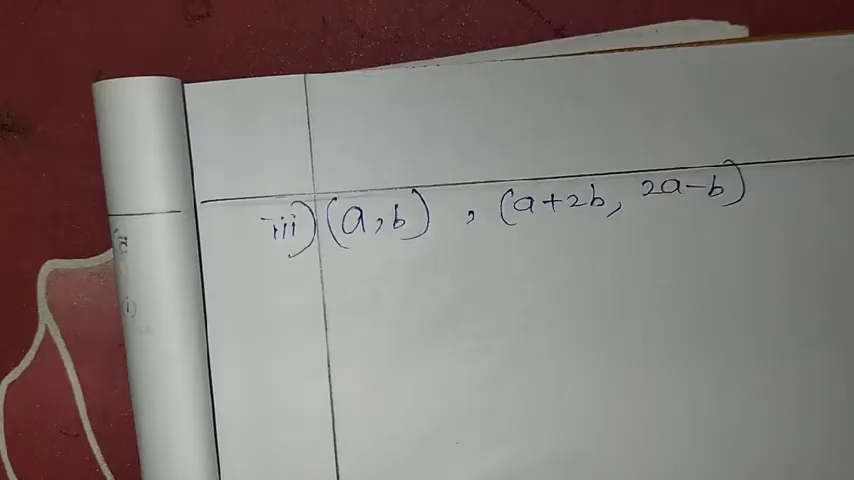 iii) (a, b) , (a+2b, 2a-b)